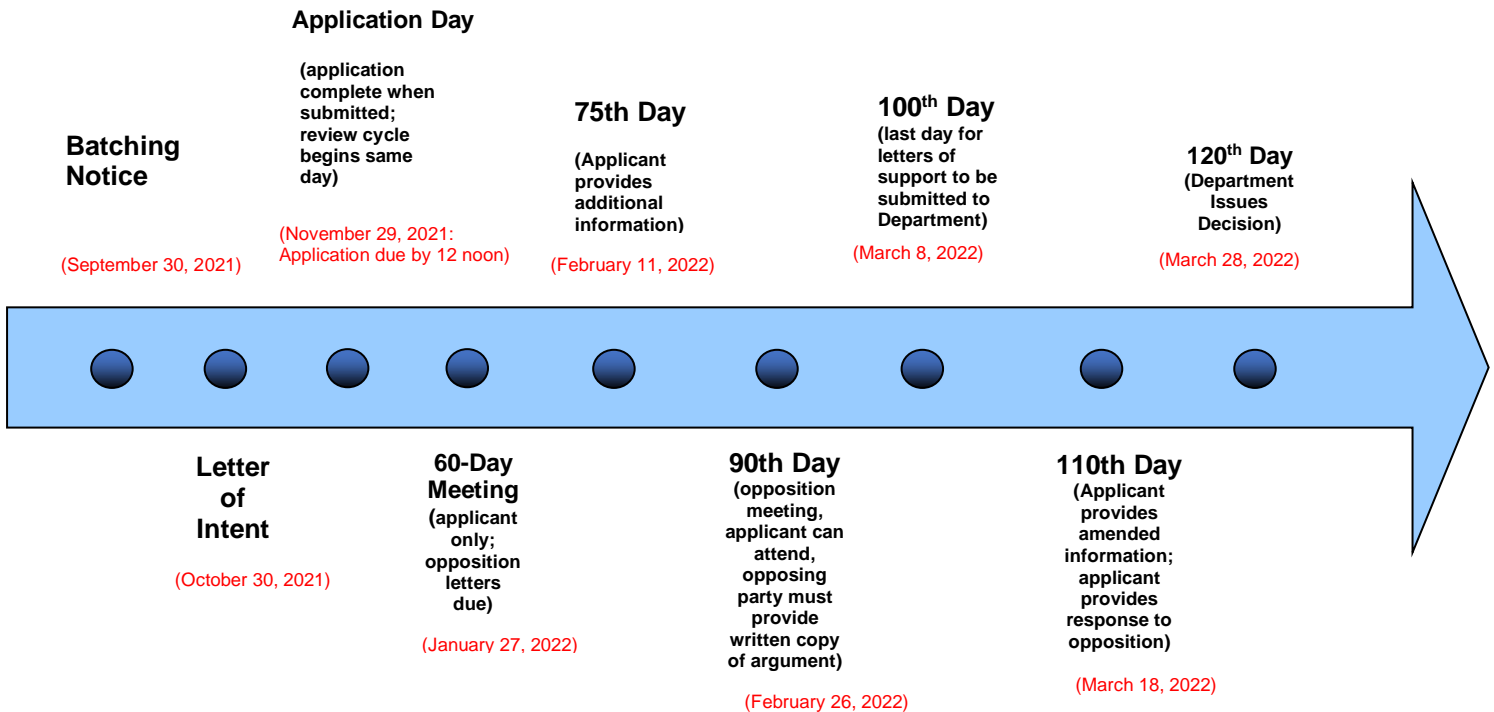 Batching
Notice
(September 30, 2021)
Letter
of
Intent
(October 30, 2021)
Application Day
(application
complete when
submitted;
review cycle
begins same
day)
(November 29, 2021:
Application due by 12 noon)
60-Day
Meeting
(applicant
only;
opposition
letters
due)
(January 27, 2022)
75th Day
(Applicant
provides
additional
information)
(February 11, 2022)
90th Day
(opposition
meeting,
applicant can
attend,
opposing
party must
provide
written copy
of argument)
(February 26, 2022)
100th Day
(last day for
letters of
support to be
submitted to
Department)
(March 8, 2022)
110th Day
(Applicant
provides
amended
information;
applicant
provides
response to
opposition)
(March 18, 2022)
120th Day
(Department
Issues
Decision)
(March 28, 2022)